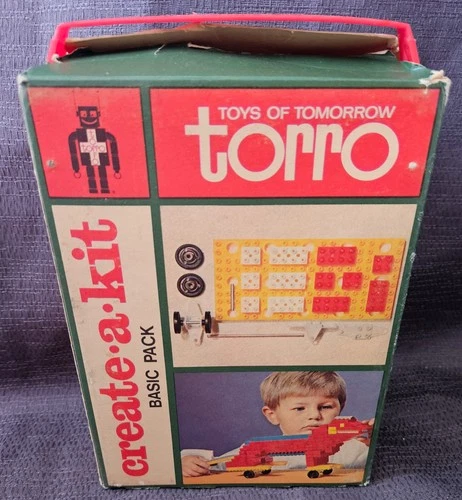 TOYS OF TOMORROW
torro
create·a·kit
BASIC PACK